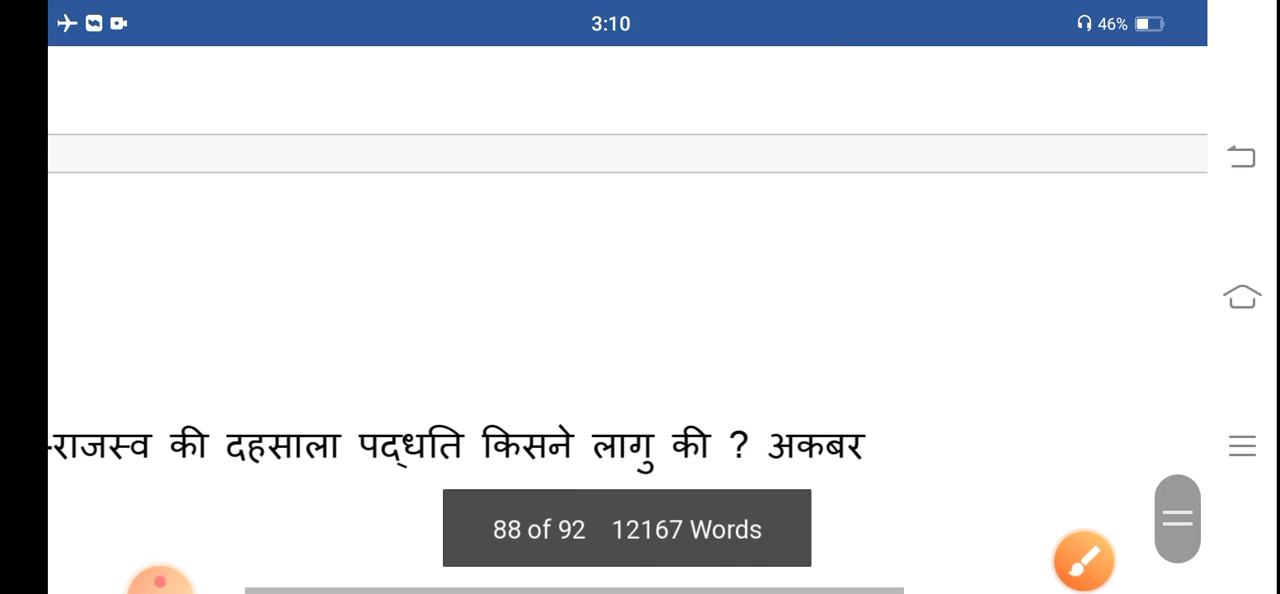 3:10
46%
-राजस्व की दहसाला पद्धति किसने लागु की ? अकबर
88 of 92 12167 Words